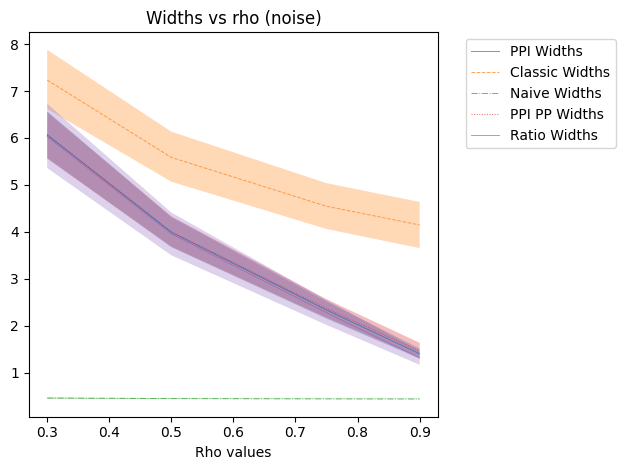 Widths vs rho (noise)
8
7
6
5
4
3
2
1
0.3 0.4 0.5 0.6 0.7 0.8 0.9
Rho values
PPI Widths
Classic Widths
Naive Widths
PPI PP Widths
Ratio Widths